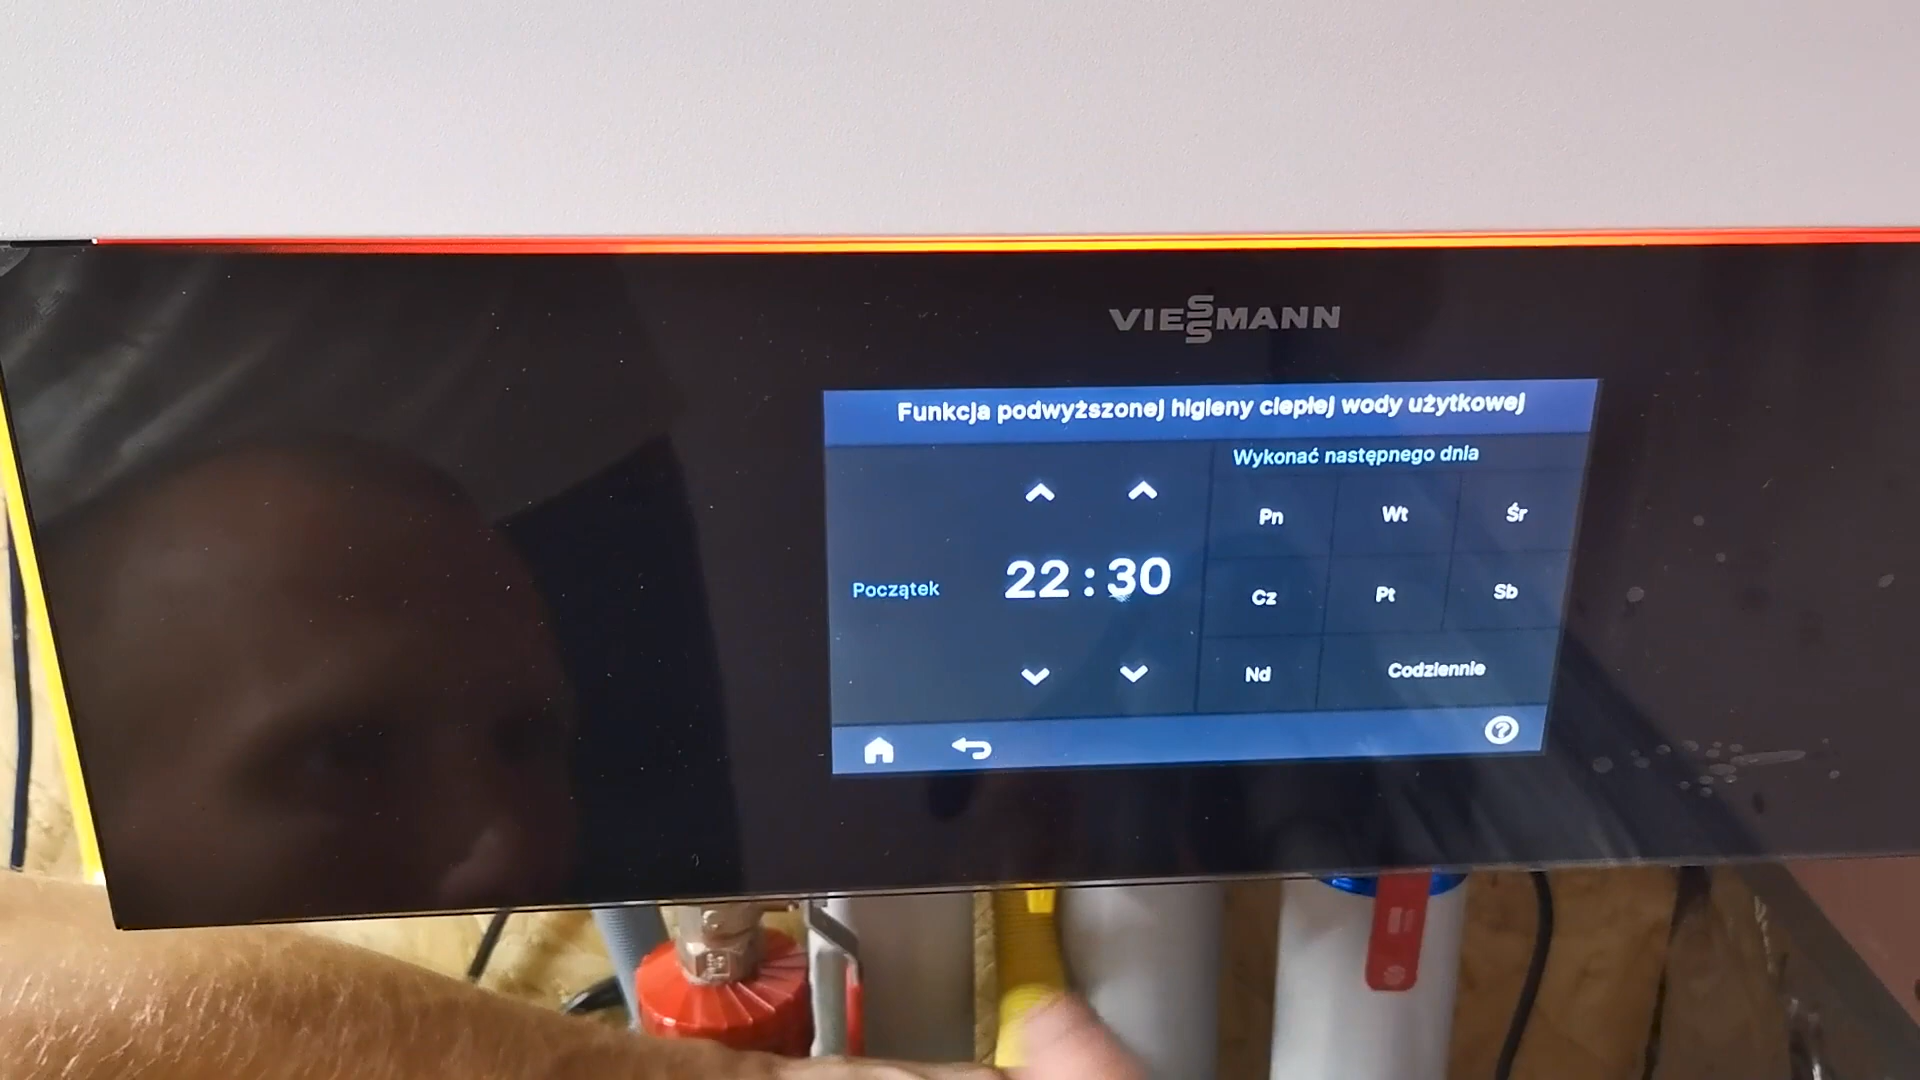 VIESSMANN
Funkcja podwyższonej higieny ciepłej wody użytkowej
Wykonać następnego dnia
Pn Wt Śr
Początek 22 : 30
Cz Pt Sb
Nd Codziennie
?